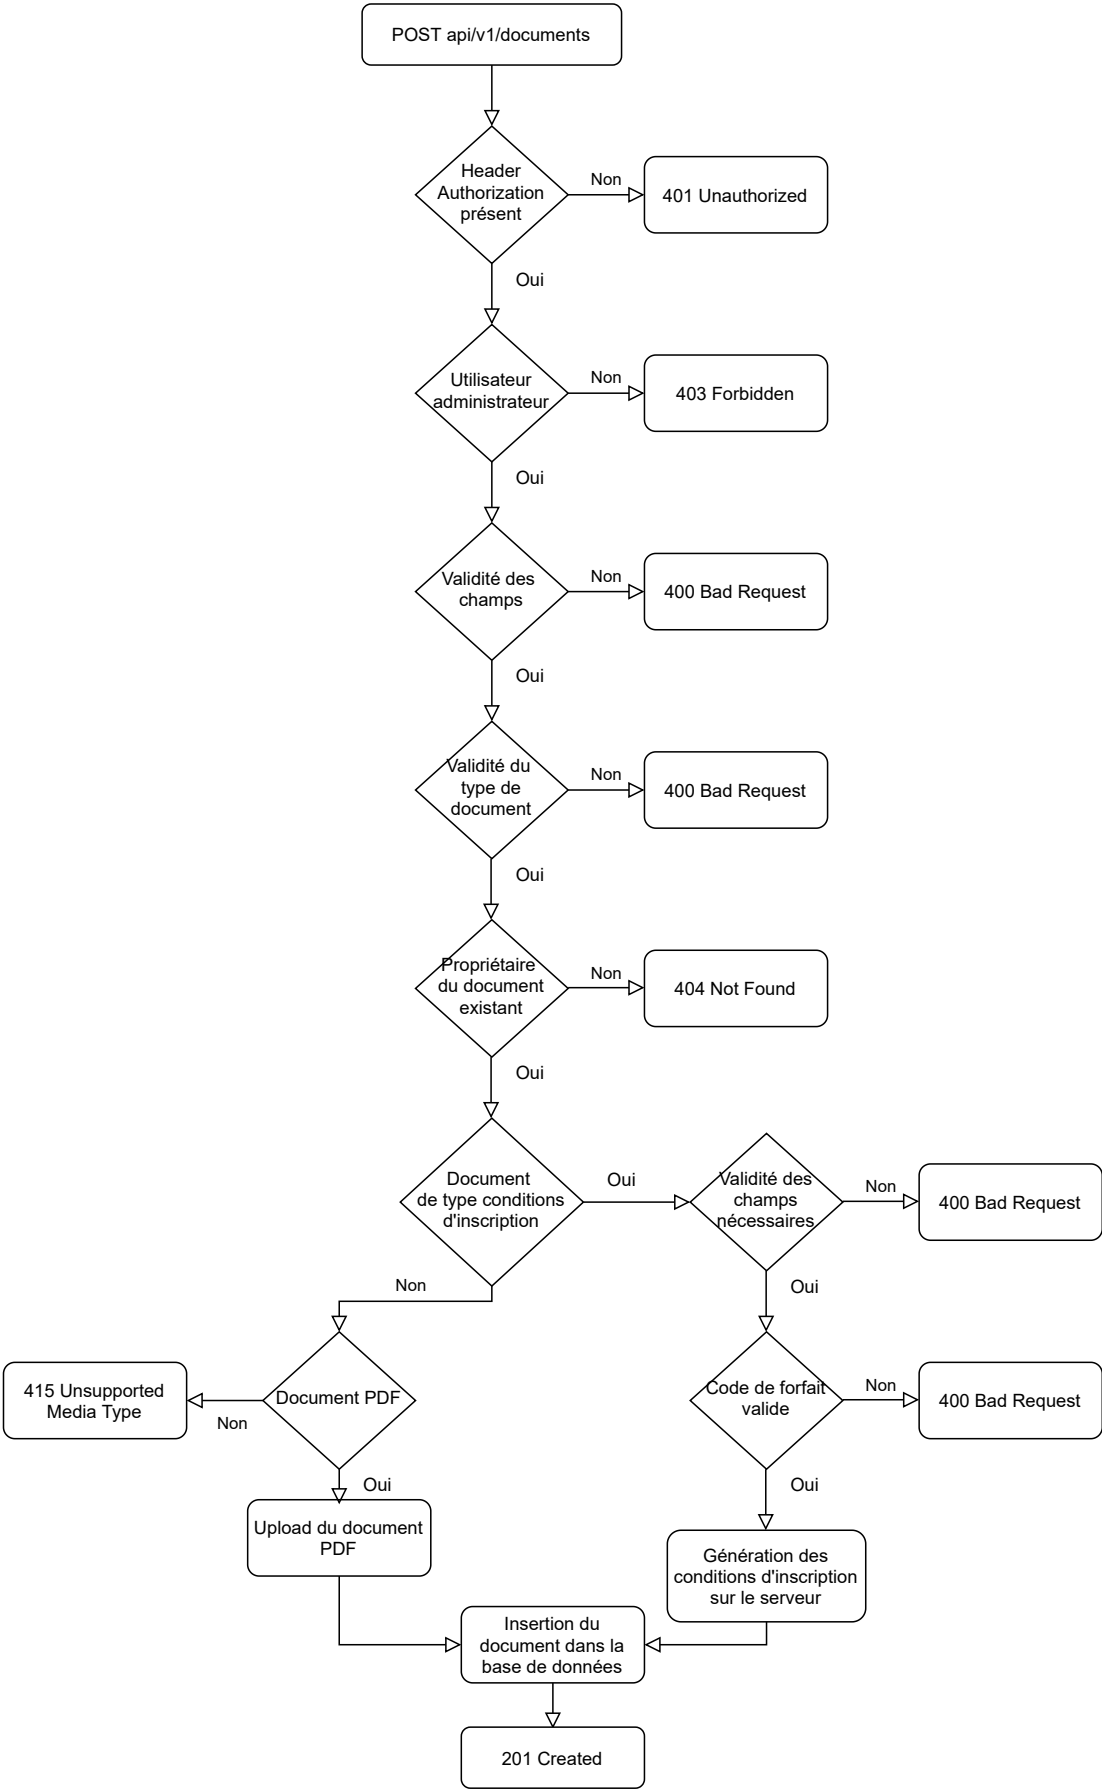 POST api/v1/documents
Header
Authorization
présent
Non
401 Unauthorized
Oui
Utilisateur
administrateur
Non
403 Forbidden
Oui
Validité des
champs
Non
400 Bad Request
Oui
Validité du
type de
document
Non
400 Bad Request
Oui
Propriétaire
du document
existant
Non
404 Not Found
Oui
Document
de type conditions
d'inscription
Oui
Validité des
champs
nécessaires
Non
400 Bad Request
Non
Oui
415 Unsupported
Media Type
Non
Document PDF
Code de forfait
valide
Non
400 Bad Request
Oui
Oui
Upload du document
PDF
Génération des
conditions d'inscription
sur le serveur
Insertion du
document dans la
base de données
201 Created